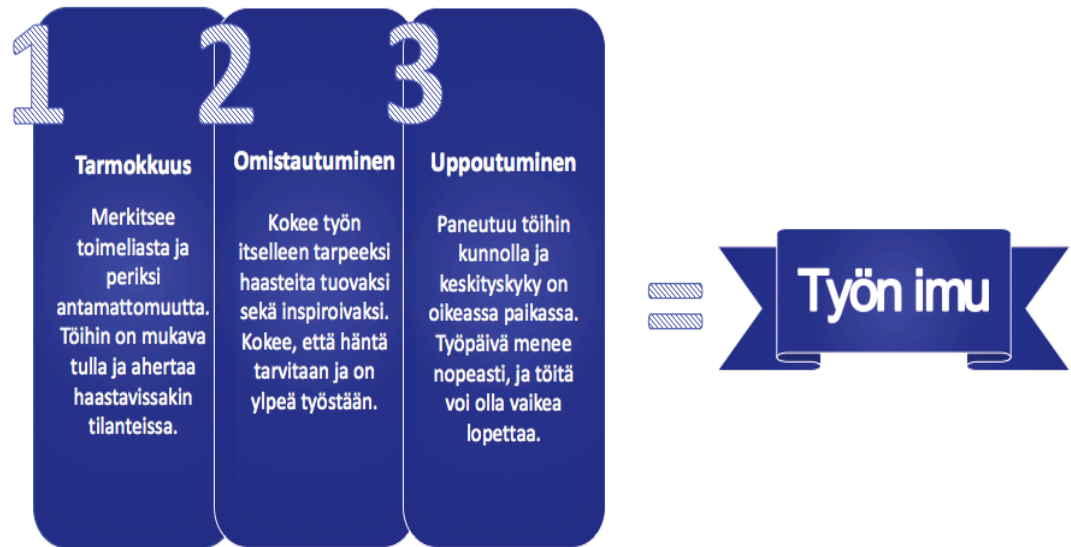 1
Tarmokkuus
Merkitsee
toimeliasta ja
periksi
antamattomuutta.
Töihin on mukava
tulla ja ahertaa
haastavissakin
tilanteissa.
2
Omistautuminen
Kokee työn
itselleen tarpeeksi
haasteita tuovaksi
sekä inspiroivaksi.
Kokee, että häntä
tarvitaan ja on
ylpeä työstään.
3
Uppoutuminen
Paneutuu töihin
kunnolla ja
keskityskyky on
oikeassa paikassa.
Työpäivä menee
nopeasti, ja töitä
voi olla vaikea
lopettaa.
=
Työn imu